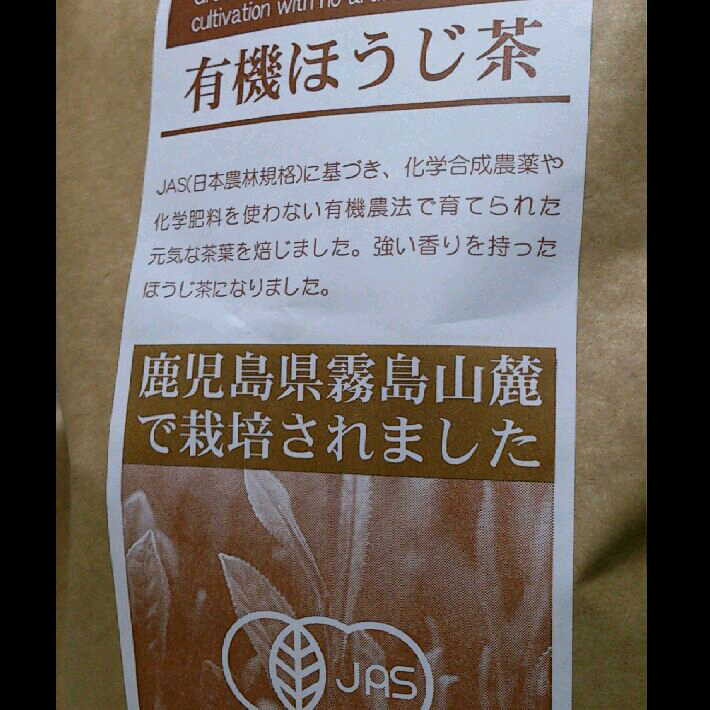 cultivation with no
有機ほうじ茶
JAS(日本農林規格)に基づき、化学合成農薬や
化学肥料を使わない有機農法で育てられた
元気な茶葉を焙じました。強い香りを持った
ほうじ茶になりました。
鹿児島県霧島山麓
で栽培されました
JAS